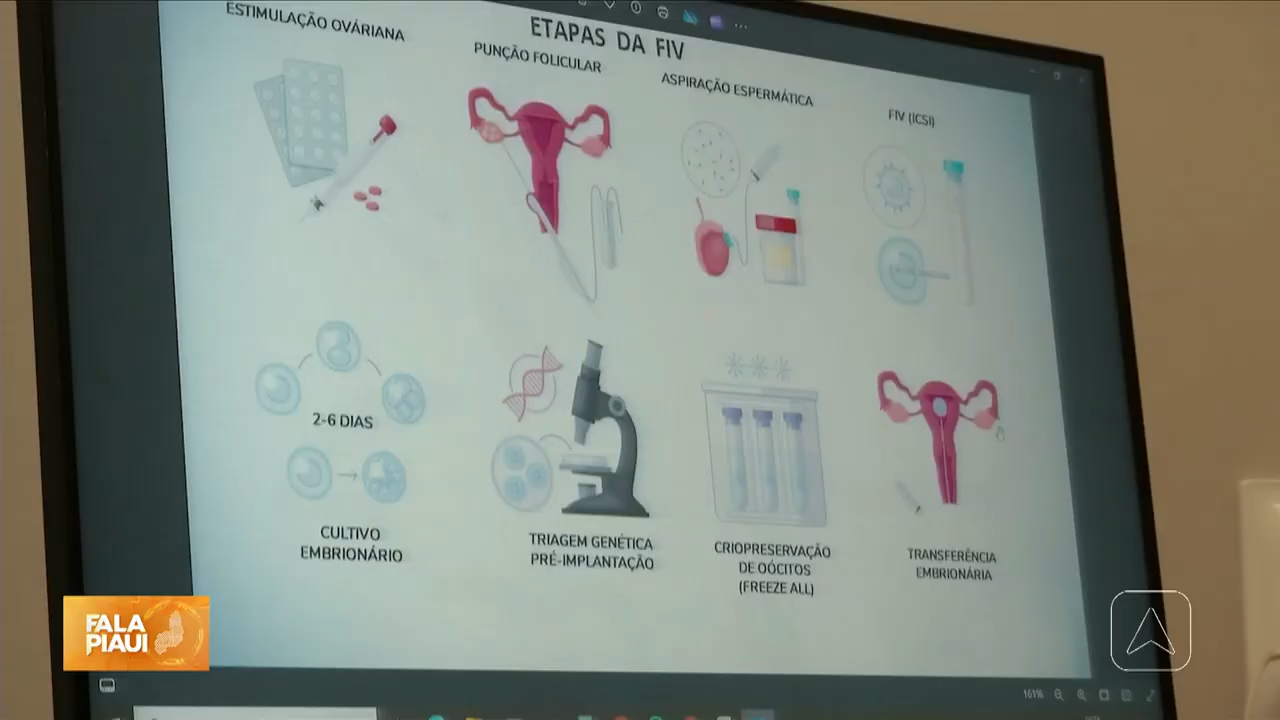 ETAPAS DA FIV
ESTIMULAÇÃO OVÁRIANA
PUNÇÃO FOLICULAR
ASPIRAÇÃO ESPERMÁTICA
FIV (ICSI)
2-6 DIAS
CULTIVO
EMBRIONÁRIO
TRIAGEM GENÉTICA
PRÉ-IMPLANTAÇÃO
CRIOPRESERVAÇÃO
DE OÓCITOS
(FREEZE ALL)
TRANSFERÊNCIA
EMBRIONÁRIA
FALA
PIAUÍ
161%